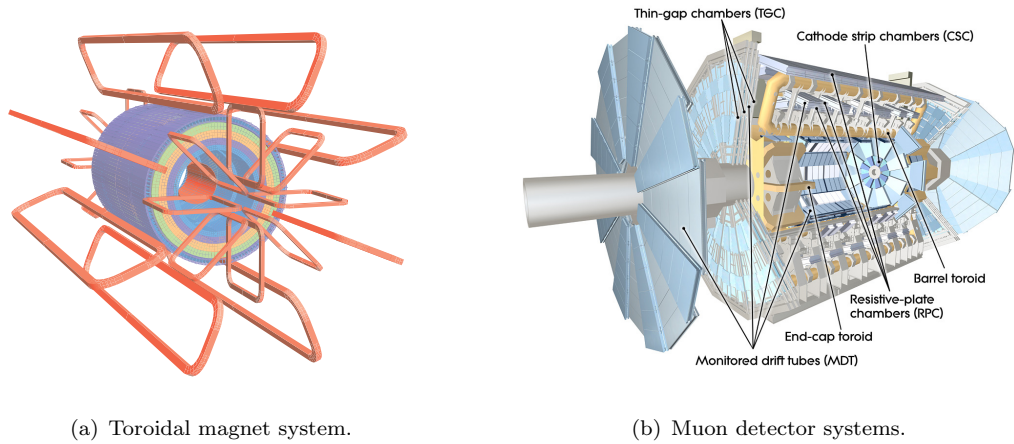 Thin-gap chambers (TGC)
Cathode strip chambers (CSC)
Barrel toroid
Resistive-plate
chambers (RPC)
End-cap toroid
Monitored drift tubes (MDT)
(a) Toroidal magnet system.
(b) Muon detector systems.